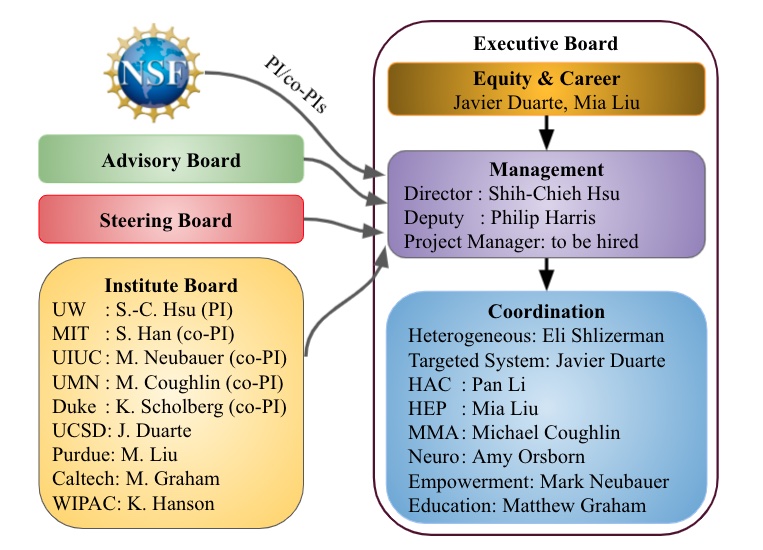 NSF
PI/co-PIs
Advisory Board
Steering Board
Institute Board
UW : S.-C. Hsu (PI)
MIT : S. Han (co-PI)
UIUC : M. Neubauer (co-PI)
UMN : M. Coughlin (co-PI)
Duke : K. Scholberg (co-PI)
UCSD: J. Duarte
Purdue: M. Liu
Caltech: M. Graham
WIPAC: K. Hanson
Executive Board
Equity & Career
Javier Duarte, Mia Liu
Management
Director : Shih-Chieh Hsu
Deputy : Philip Harris
Project Manager: to be hired
Coordination
Heterogeneous: Eli Shlizerman
Targeted System: Javier Duarte
HAC : Pan Li
HEP : Mia Liu
MMA : Michael Coughlin
Neuro: Amy Orsborn
Empowerment: Mark Neubauer
Education: Matthew Graham